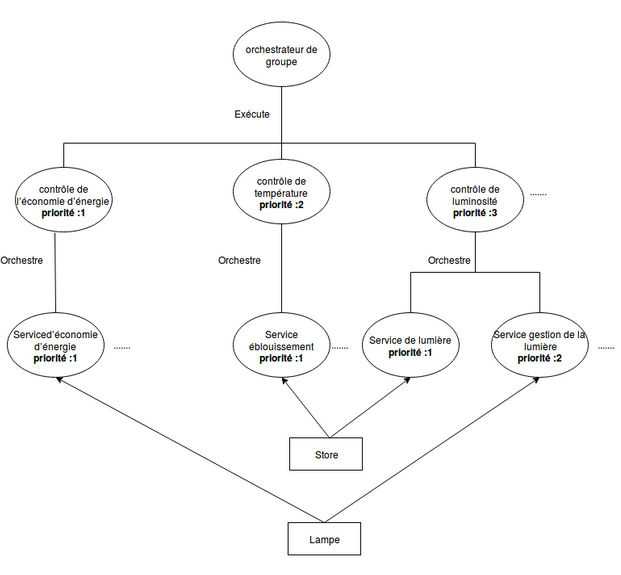 orchestrateur de
groupe
Exécute
contrôle de
l'économie d'énergie
priorité :1
contrôle de
température
priorité :2
contrôle de
luminosité
priorité :3
.......
Orchestre
Orchestre
Orchestre
Serviced'économie
d'énergie
priorité :1
.......
Service
éblouissement
priorité :1
.......
Service de lumière
priorité :1
Service gestion de la
lumière
priorité :2
.......
Store
Lampe